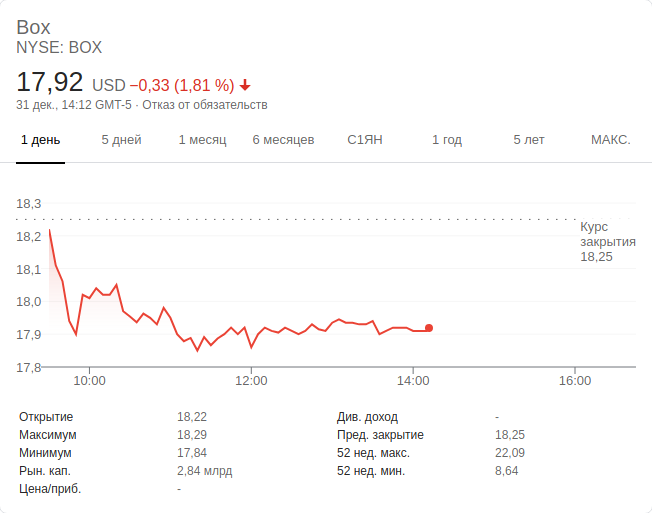 Box
NYSE: BOX
17,92 USD −0,33 (1,81 %)
31 дек., 14:12 GMT-5 · Отказ от обязательств
1 день 5 дней 1 месяц 6 месяцев С1ЯН 1 год 5 лет МАКС.
18,3
18,2
18,1
18,0
17,9
17,8
Курс
закрытия
18,25
10:00 12:00 14:00 16:00
Открытие 18,22 Див. доход -
Максимум 18,29 Пред. закрытие 18,25
Минимум 17,84 52 нед. макс. 22,09
Рын. кап. 2,84 млрд 52 нед. мин. 8,64
Цена/приб. -